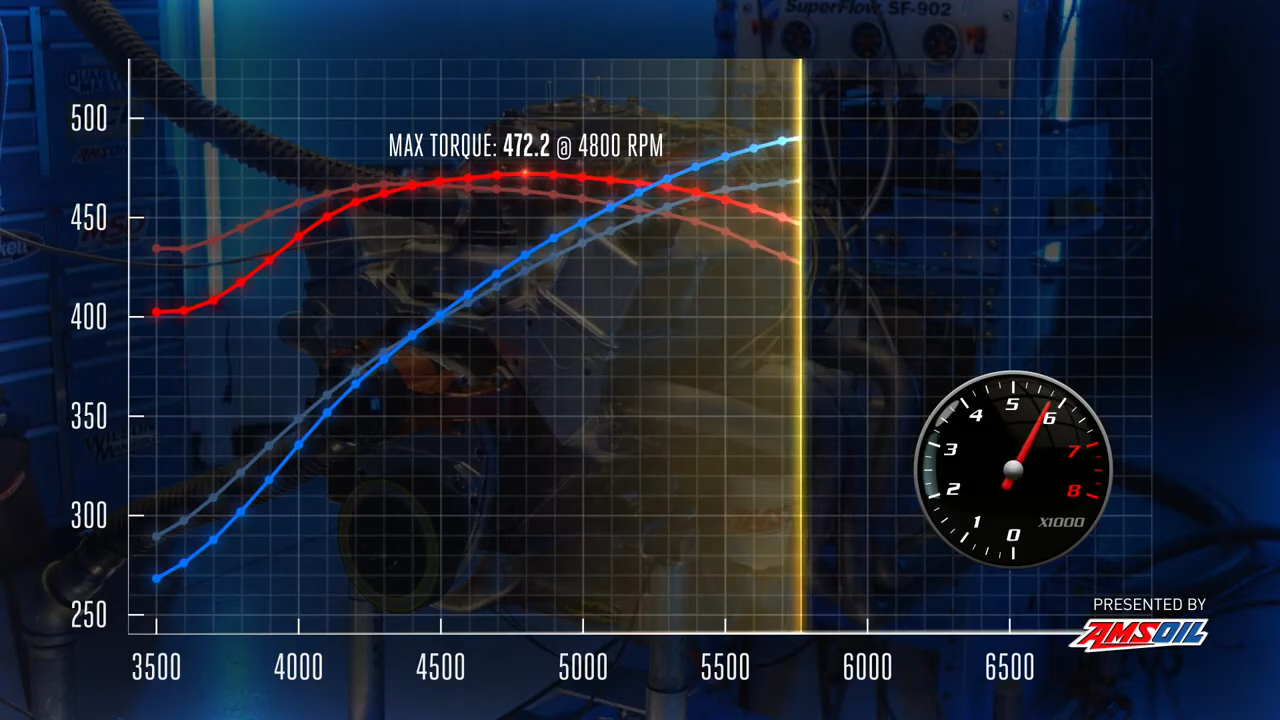 SuperFlow SF-902
500
MAX TORQUE: 472.2 @ 4800 RPM
450
400
350
300
250
3500 4000 4500 5000 5500 6000 6500
0 1 2 3 4 5 6 7 8
X1000
PRESENTED BY
AMSOIL